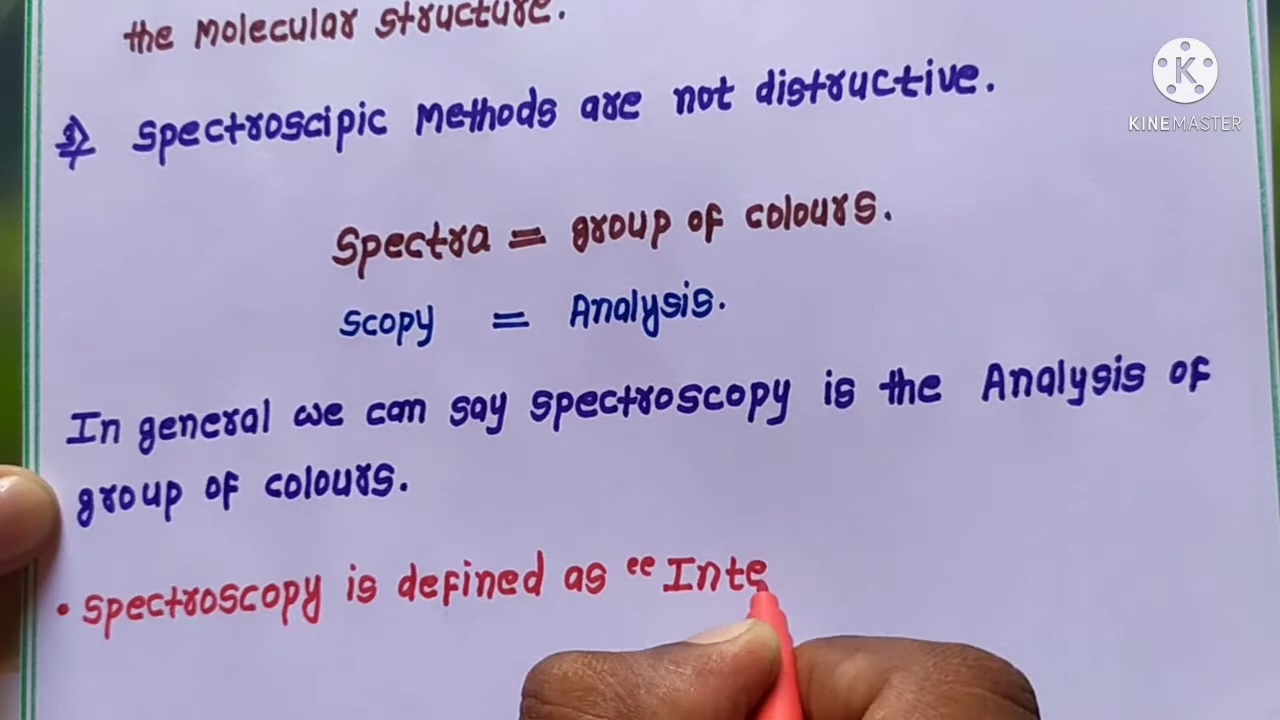 the Molecular structure.
3) Spectroscipic Methods are not distructive.
Spectra = group of colours.
Scopy = Analysis.
In general we can say spectroscopy is the Analysis of
group of colours.
• Spectroscopy is defined as “Inte
K
KINEMASTER